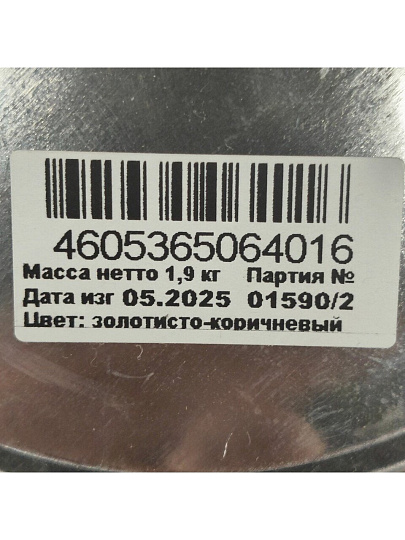 4605365064016
Масса нетто 1,9 кг Партия №
Дата изг 05.2025 01590/2
Цвет: золотисто-коричневый